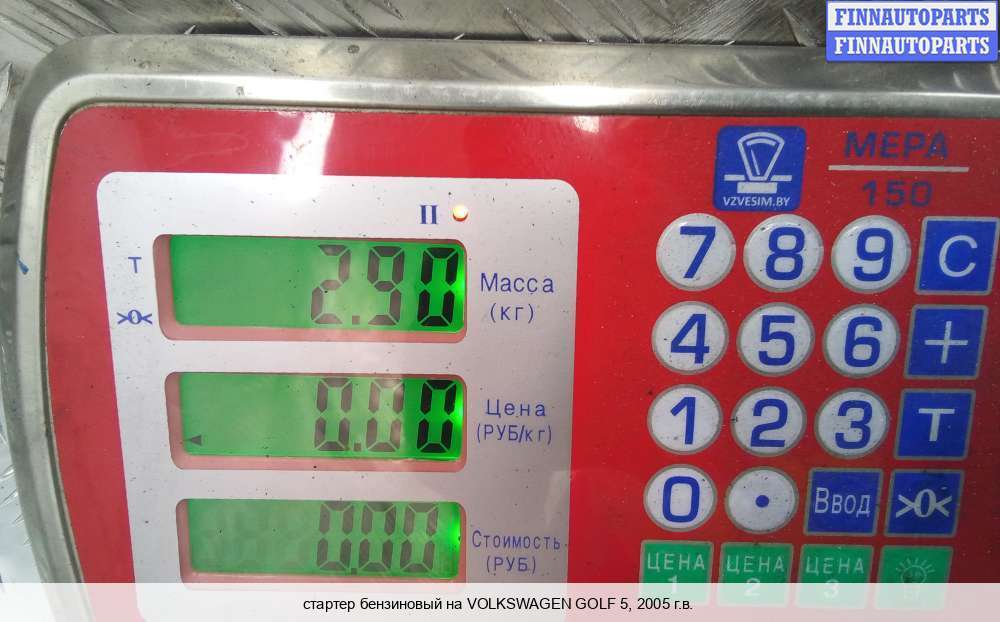 FINNAUTOPARTS
FINNAUTOPARTS
VZVESIM.BY
МЕРА
150
II
Т
>0<
2.90
Масса
(кг)
0.00
Цена
(РУБ/кг)
0.00
Стоимость
(РУБ)
7 8 9 C
4 5 6 +
1 2 3 T
0 . Ввод >0<
ЦЕНА 1 ЦЕНА 2 ЦЕНА 3
стартер бензиновый на VOLKSWAGEN GOLF 5, 2005 г.в.